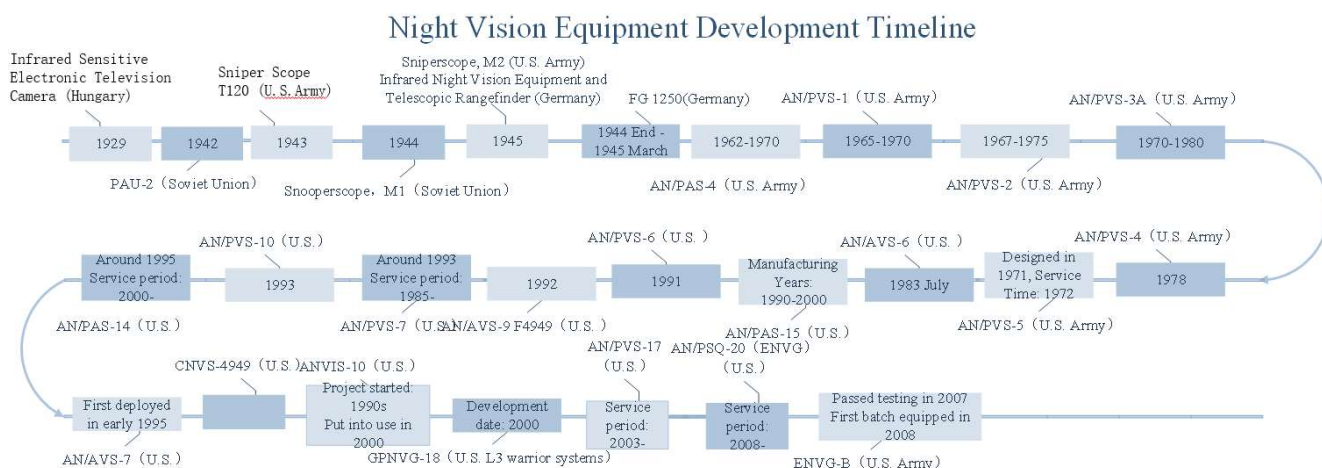 Night Vision Equipment Development Timeline
Infrared Sensitive
Electronic Television
Camera (Hungary)
Sniper Scope
T120 (U.S. Army)
Sniperscope, M2 (U.S. Army)
Infrared Night Vision Equipment and
Telescopic Rangefinder (Germany)
FG 1250(Germany)
AN/PVS-1（U.S. Army）
AN/PVS-3A（U.S. Army）
1929
1942
1943
1944
1945
1944 End -
1945 March
1962-1970
1965-1970
1967-1975
1970-1980
PAU-2（Soviet Union）
Snooperscope，M1（Soviet Union）
AN/PAS-4（U.S. Army）
AN/PVS-2（U.S. Army）
AN/PVS-10（U.S.）
AN/PVS-6（U.S.）
AN/AVS-6（U.S.）
AN/PVS-4（U.S. Army）
Around 1995
Service period:
2000-
1993
Around 1993
Service period:
1985-
1992
1991
Manufacturing
Years:
1990-2000
1983 July
Designed in
1971, Service
Time: 1972
1978
AN/PAS-14（U.S.）
AN/PVS-7（U.S.）
AN/AVS-9 F4949（U.S.）
AN/PAS-15（U.S.）
AN/PVS-5（U.S. Army）
CNVS-4949（U.S.）
ANVIS-10（U.S.）
AN/PVS-17
（U.S.）
AN/PSQ-20（ENVG）
（U.S.）
First deployed
in early 1995
Project started:
1990s
Put into use in
2000
Development
date: 2000
Service
period:
2003-
Service
period:
2008-
Passed testing in 2007
First batch equipped in
2008
AN/AVS-7（U.S.）
GPNVG-18（U.S. L3 warrior systems）
ENVG-B（U.S. Army）